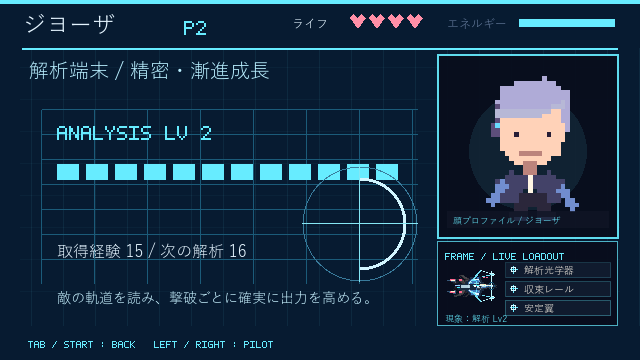 ジョーザ P2 ライフ エネルギー
解析端末 / 精密・漸進成長
ANALYSIS LV 2
取得経験 15 / 次の解析 16
敵の軌道を読み、撃破ごとに確実に出力を高める。
顔プロファイル / ジョーザ
FRAME / LIVE LOADOUT
解析光学器
収束レール
安定翼
現象：解析 Lv2
TAB / START : BACK LEFT / RIGHT : PILOT